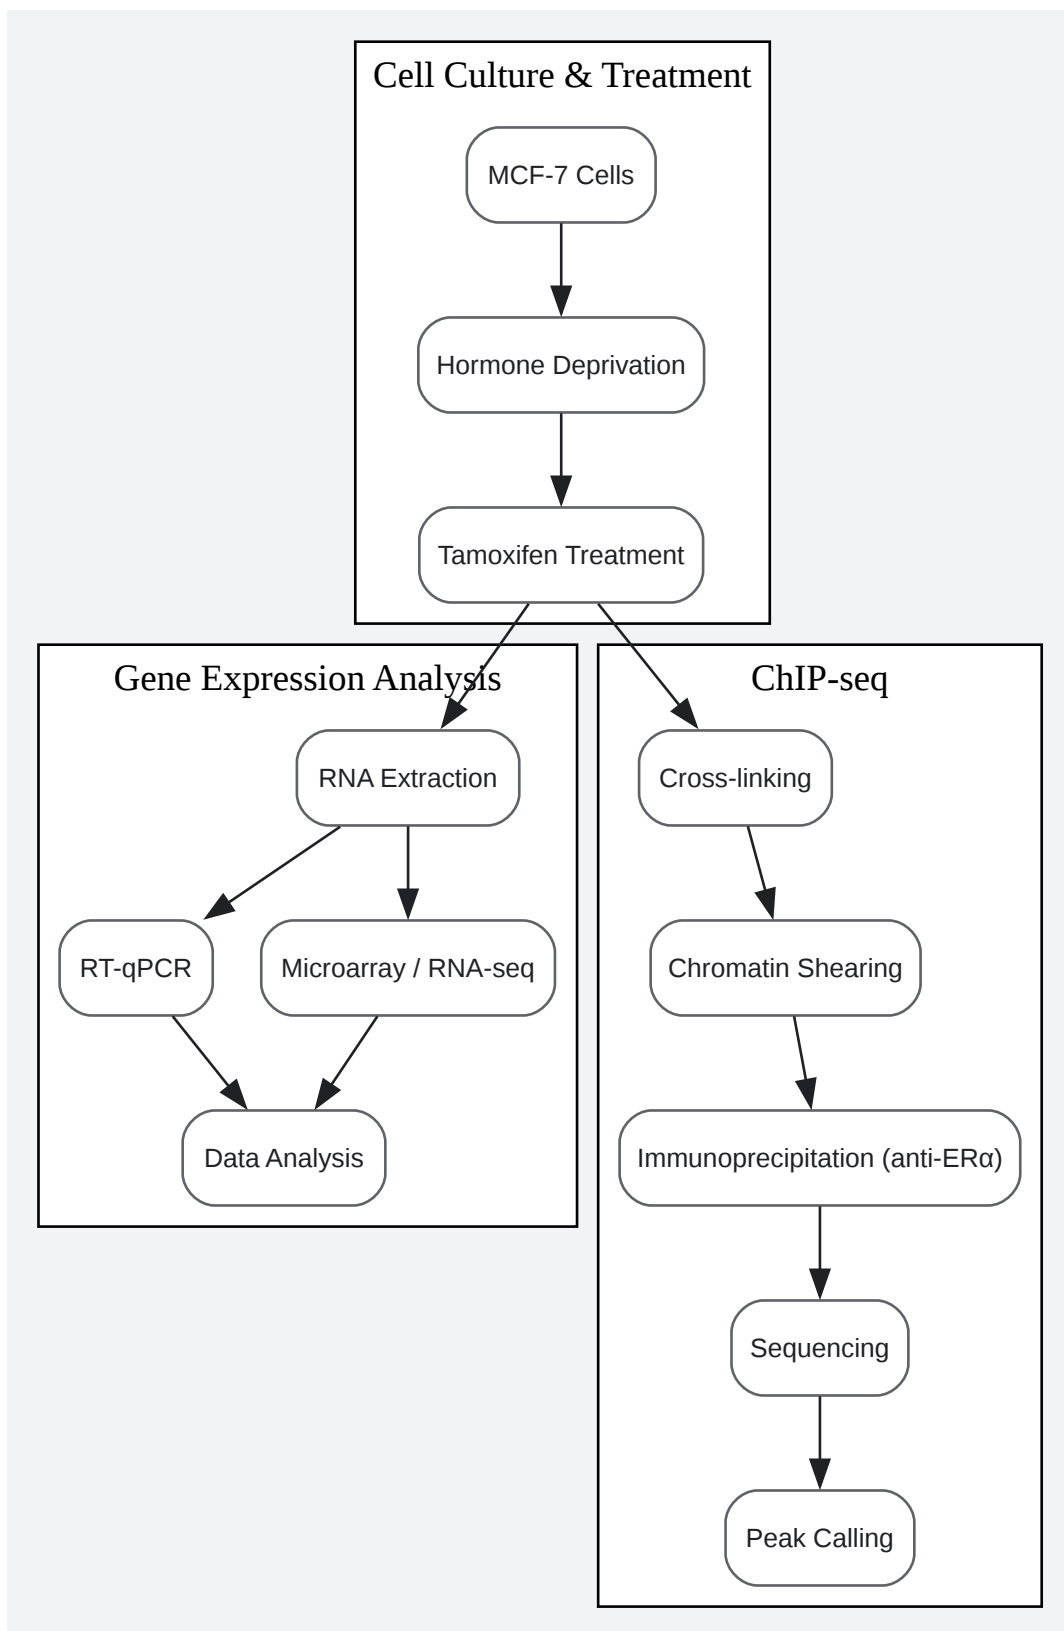 Cell Culture & Treatment
MCF-7 Cells
Hormone Deprivation
Tamoxifen Treatment
Gene Expression Analysis
RNA Extraction
RT-qPCR
Microarray / RNA-seq
Data Analysis
ChIP-seq
Cross-linking
Chromatin Shearing
Immunoprecipitation (anti-ERα)
Sequencing
Peak Calling